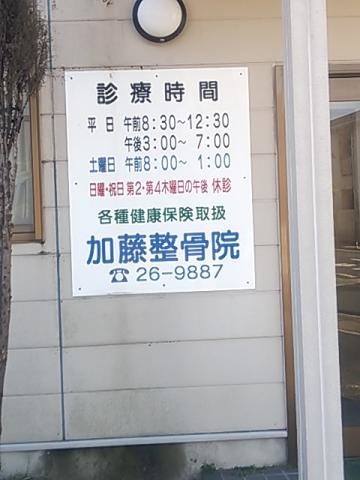 診療時間
平日 午前8:30〜12:30
午後3:00〜 7:00
土曜日 午前8:00〜 1:00
日曜・祝日 第2・第4木曜日の午後 休診
各種健康保険取扱
加藤整骨院
☎26-9887